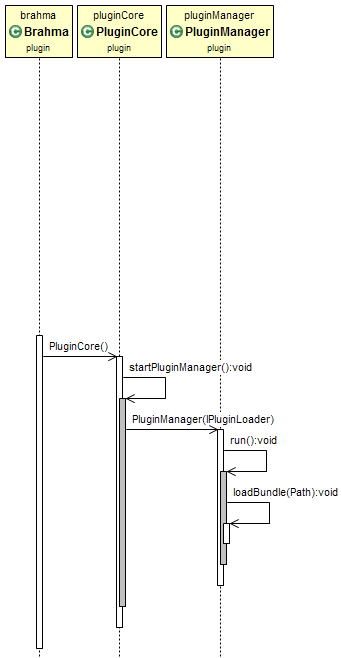 brahma
C Brahma
plugin
pluginCore
C PluginCore
plugin
pluginManager
C PluginManager
plugin
PluginCore()
startPluginManager():void
PluginManager(IPluginLoader)
run():void
loadBundle(Path):void